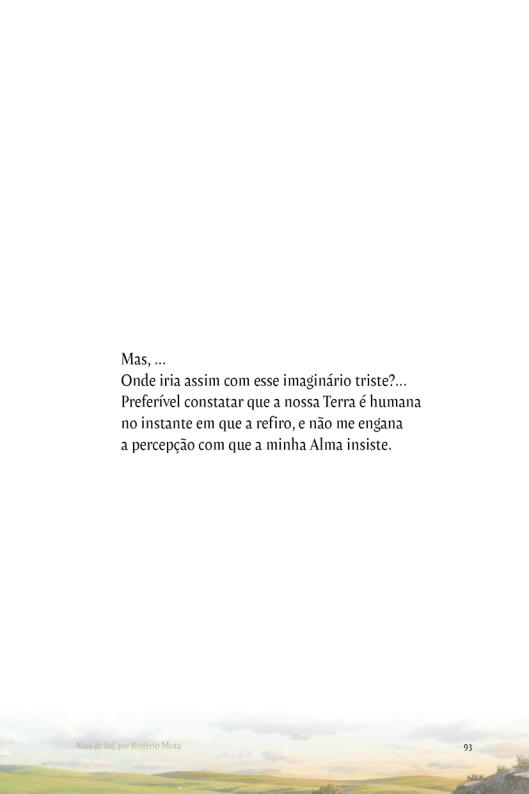 Mas, ...
Onde iria assim com esse imaginário triste?...
Preferível constatar que a nossa Terra é humana
no instante em que a refiro, e não me engana
a percepção com que a minha Alma insiste.
Naco de Sol, por Rogério Mota
93